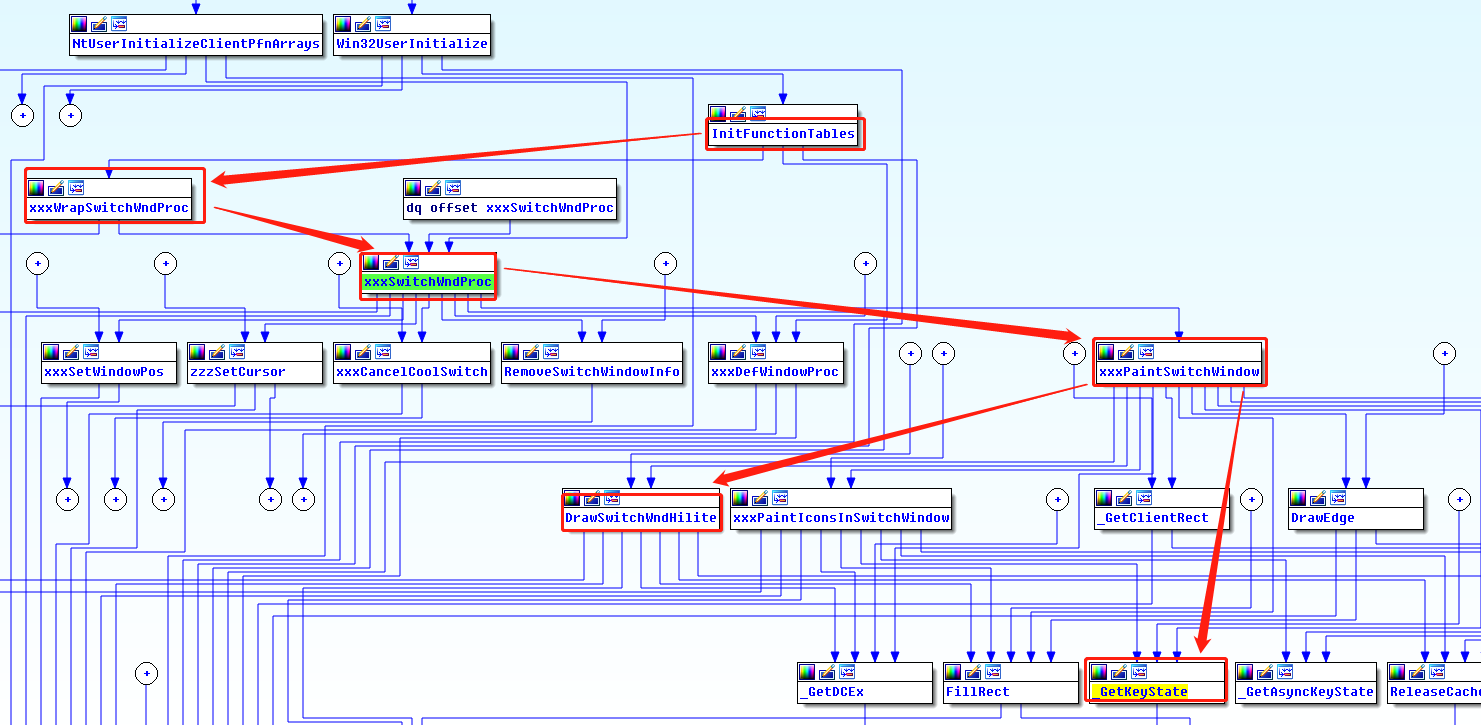 NtUserInitializeClientPfnArrays
Win32UserInitialize
InitFunctionTables
xxxWrapSwitchWndProc
dq offset xxxSwitchWndProc
xxxSwitchWndProc
xxxSetWindowPos
zzzSetCursor
xxxCancelCoolSwitch
RemoveSwitchWindowInfo
xxxDefWindowProc
xxxPaintSwitchWindow
DrawSwitchWndHilite
xxxPaintIconsInSwitchWindow
_GetClientRect
DrawEdge
_GetDCEx
FillRect
_GetKeyState
_GetAsyncKeyState
ReleaseCache